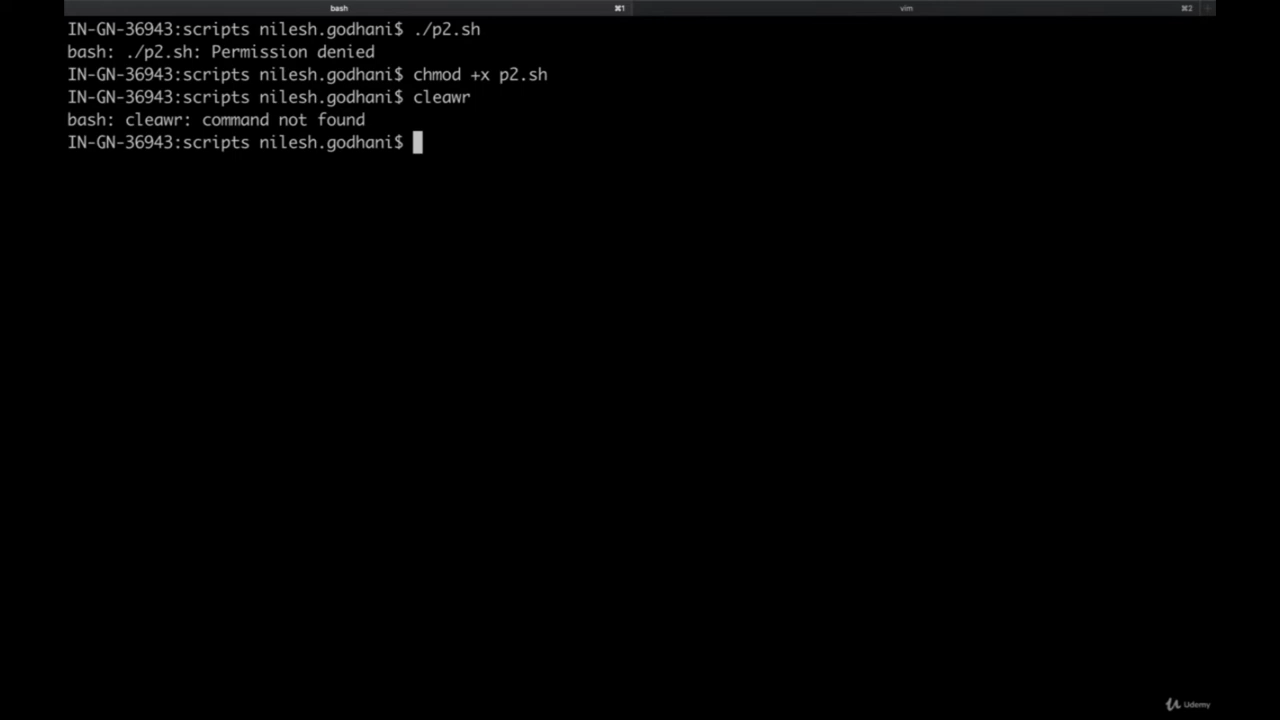 bash ⌘1 vim ⌘2 +
IN-GN-36943:scripts nilesh.godhani$ ./p2.sh
bash: ./p2.sh: Permission denied
IN-GN-36943:scripts nilesh.godhani$ chmod +x p2.sh
IN-GN-36943:scripts nilesh.godhani$ cleawr
bash: cleawr: command not found
IN-GN-36943:scripts nilesh.godhani$
Udemy